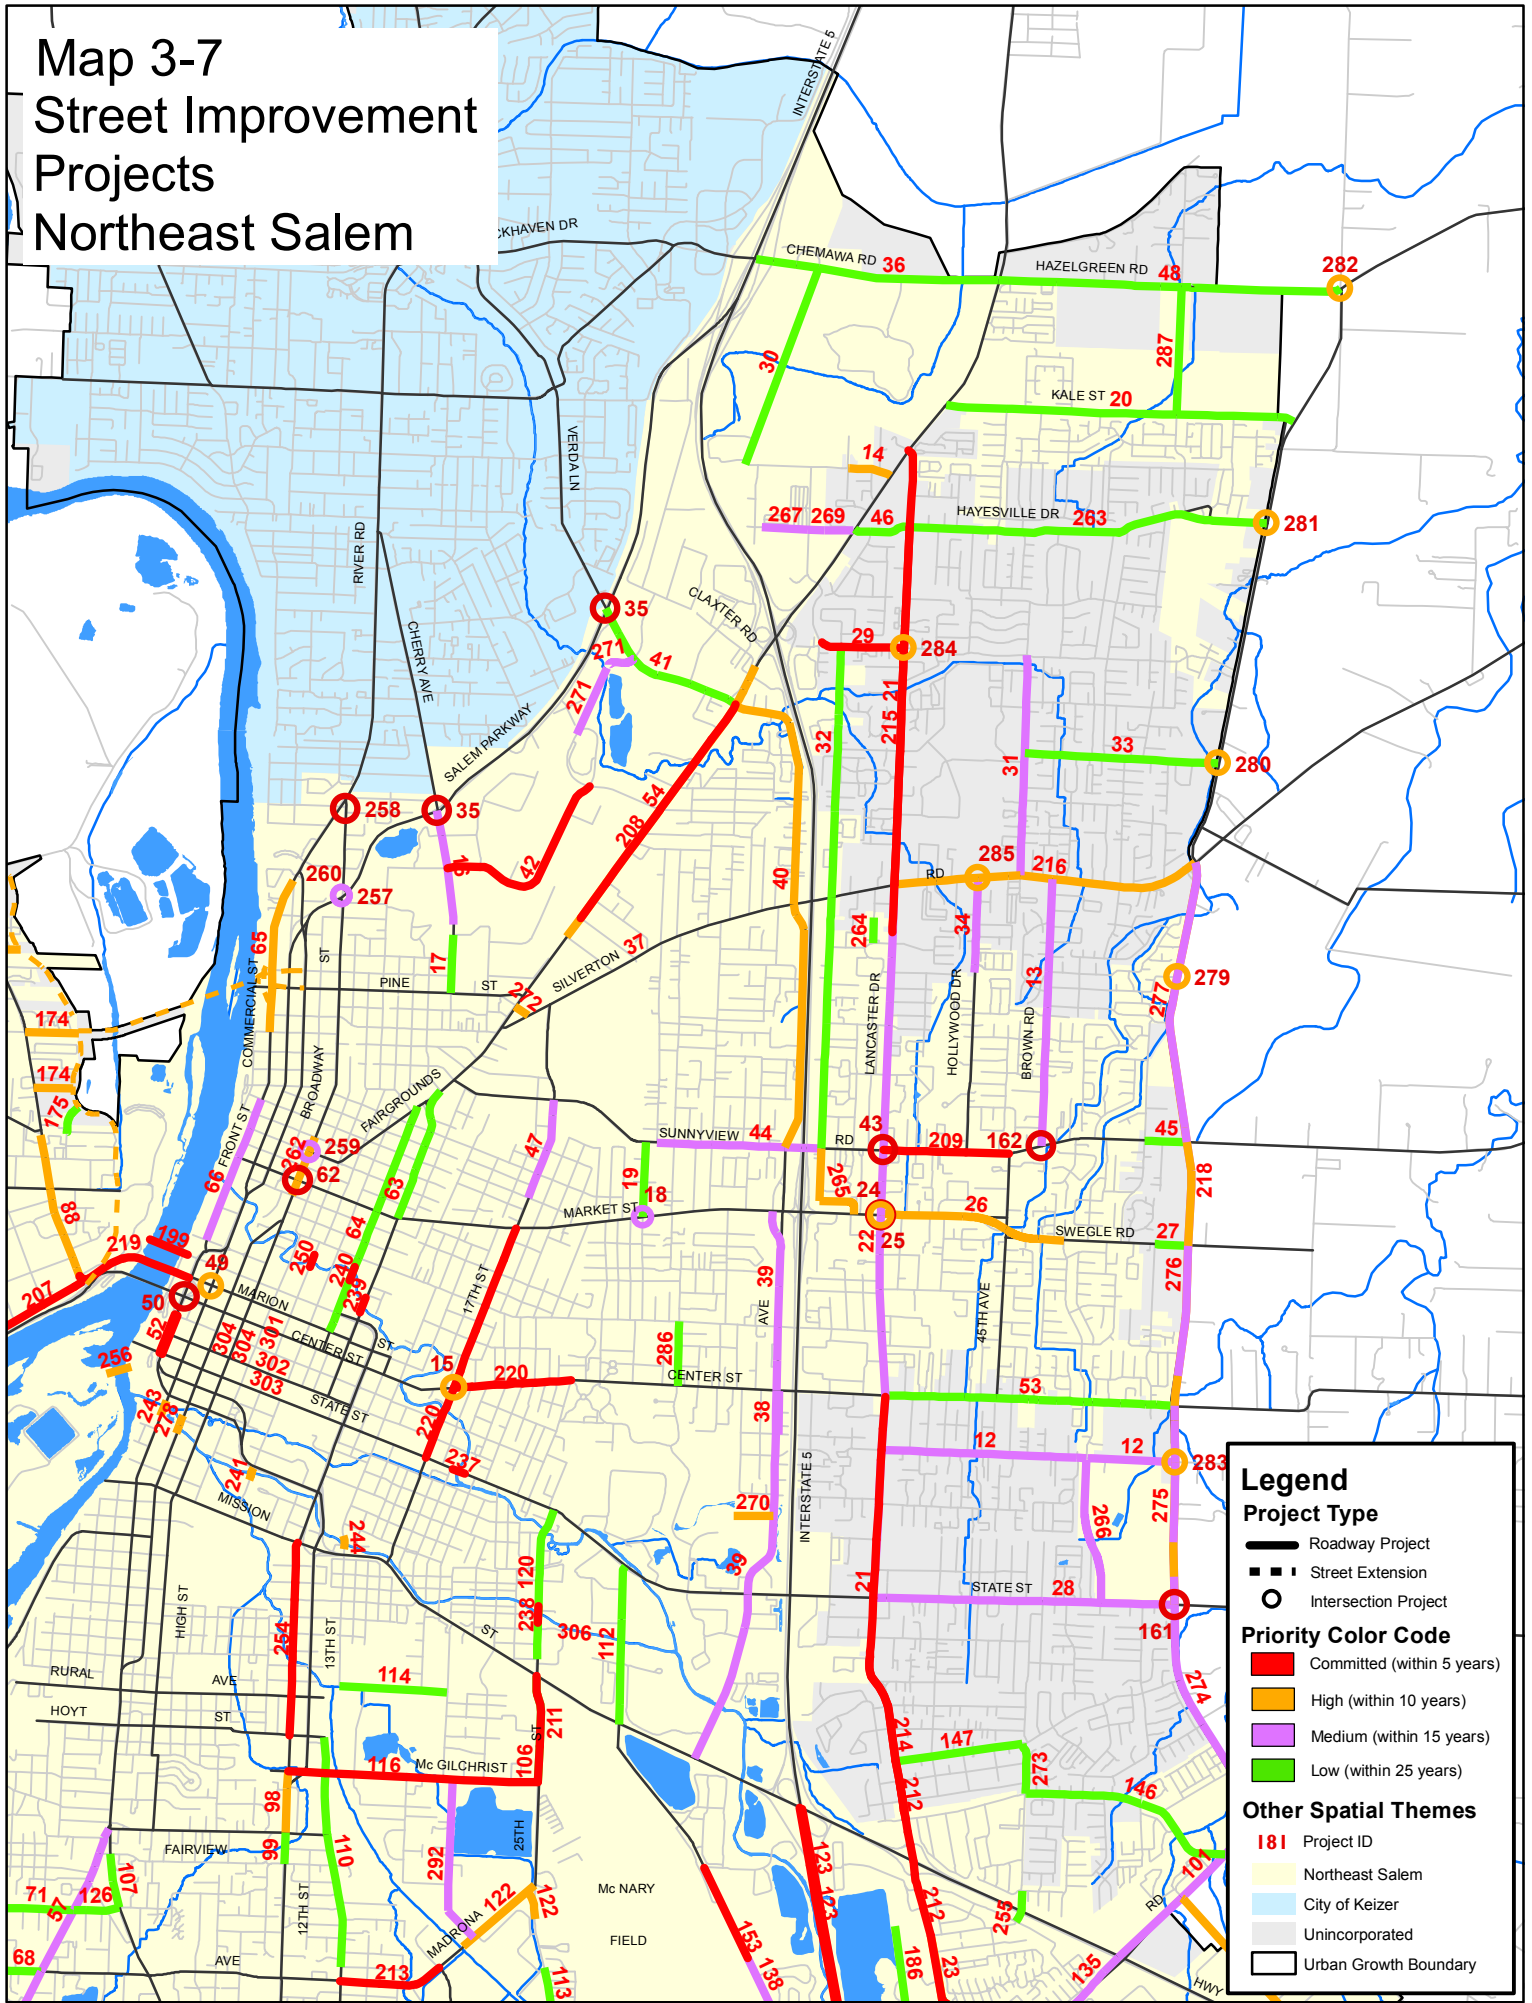 Map 3-7
Street Improvement
Projects
Northeast Salem
INTERSTATE 5
CKHAVEN DR
CHEMAWA RD
36
HAZELGREEN RD
48
282
30
287
KALE ST
20
VERDA LN
14
267
269
46
HAYESVILLE DR
263
281
RIVER RD
CLAXTER RD
35
CHERRY AVE
271
41
29
284
271
21
215
SALEM PARKWAY
32
31
33
280
258
35
54
208
16
42
260
257
40
285
216
RD
65
264
34
SILVERTON
37
17
ST
PINE
ST
272
COMMERCIAL ST
LANCASTER DR
HOLLYWOOD DR
13
BROWN RD
279
277
174
174
175
BROADWAY
FAIRGROUNDS
FRONT ST
66
262
259
62
63
64
47
SUNNYVIEW
44
RD
43
209
162
45
19
18
MARKET ST
265
24
22
25
26
SWEGLE RD
27
218
276
88
219
199
207
49
50
52
250
240
239
MARION
ST
CENTER ST
304
304
301
302
303
STATE ST
17TH ST
39
AVE
45TH AVE
256
243
278
15
220
220
286
CENTER ST
38
53
237
12
12
283
241
MISSION
244
270
INTERSTATE 5
275
266
39
120
238
306
112
21
STATE ST
28
161
HIGH ST
254
13TH ST
ST
RURAL
AVE
HOYT
ST
114
211
ST
106
116
Mc GILCHRIST
274
214
147
273
146
212
98
99
FAIRVIEW
110
292
25TH
123
123
101
RD
71
57
126
107
12TH ST
122
122
MADRONA
Mc NARY
FIELD
153
138
212
23
255
186
135
HWY
68
AVE
213
113
Legend
Project Type
Roadway Project
Street Extension
Intersection Project
Priority Color Code
Committed (within 5 years)
High (within 10 years)
Medium (within 15 years)
Low (within 25 years)
Other Spatial Themes
181 Project ID
Northeast Salem
City of Keizer
Unincorporated
Urban Growth Boundary